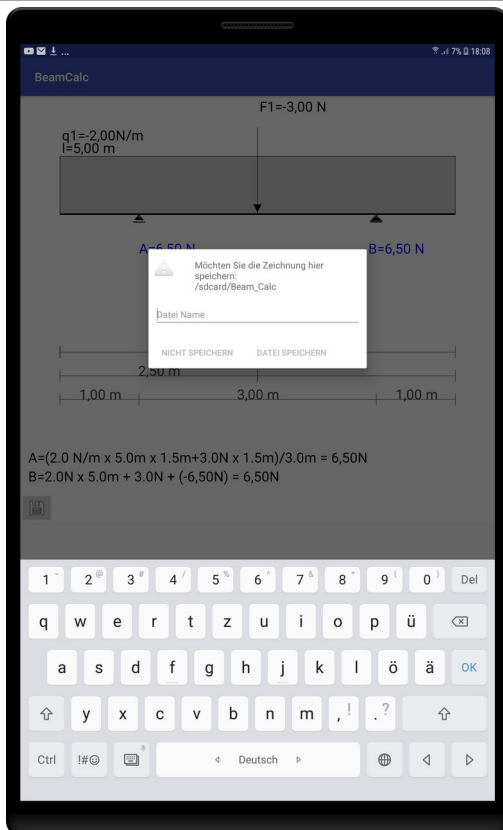 ...
7% 18:08
BeamCalc
F1=-3,00 N
q1=-2,00N/m
l=5,00 m
A=6,50 N
B=6,50 N
Möchten Sie die Zeichnung hier
speichern:
/sdcard/Beam_Calc
Datei Name
NICHT SPEICHERN DATEI SPEICHERN
2,50 m
1,00 m 3,00 m 1,00 m
A=(2.0 N/m x 5.0m x 1.5m+3.0N x 1.5m)/3.0m = 6,50N
B=2.0N x 5.0m + 3.0N + (-6,50N) = 6,50N
1 ~ 2 @ 3 # 4 / 5 % 6 ^ 7 & 8 * 9 ( 0 ) Del
q w e r t z u i o p ü
a s d f g h j k l ö ä OK
y x c v b n m , ! . ?
Ctrl !#☺ Deutsch